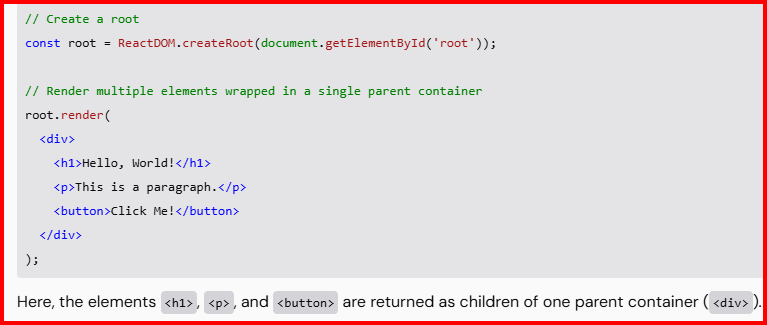 // Create a root
const root = ReactDOM.createRoot(document.getElementById('root'));
// Render multiple elements wrapped in a single parent container
root.render(
<div>
<h1>Hello, World!</h1>
<p>This is a paragraph.</p>
<button>Click Me!</button>
</div>
);
Here, the elements <h1>, <p>, and <button> are returned as children of one parent container (<div>).